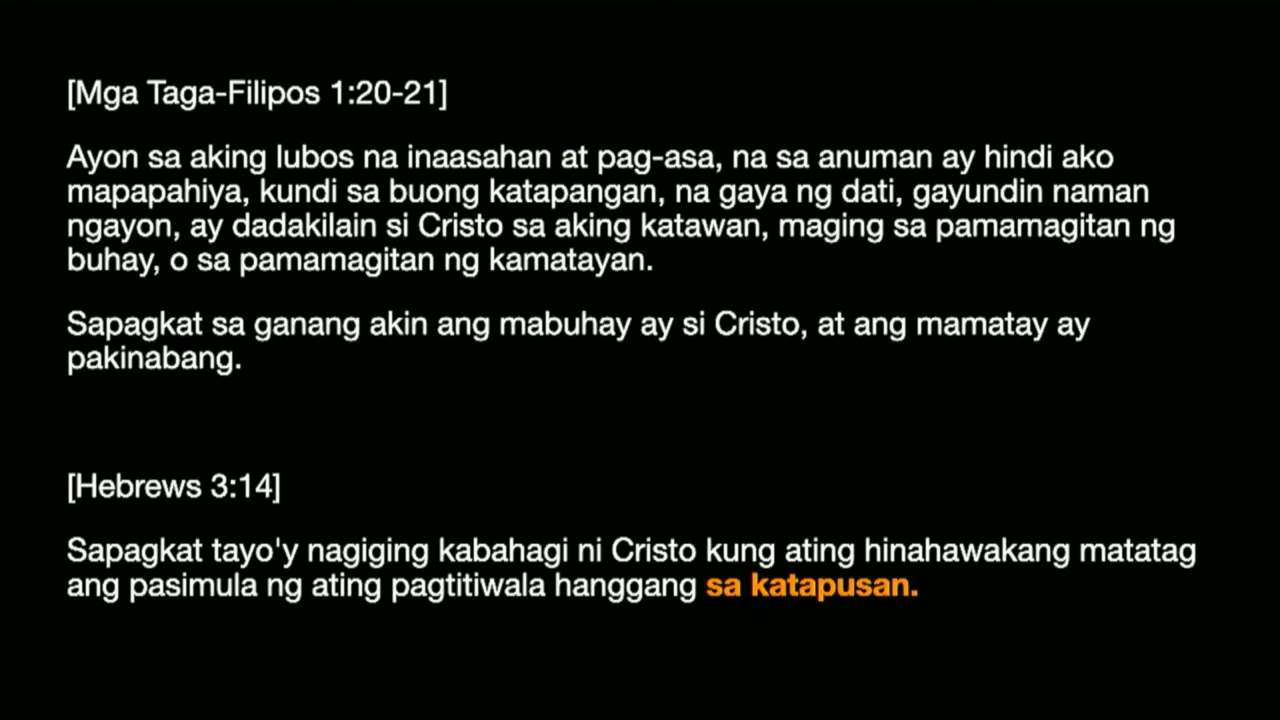 [Mga Taga-Filipos 1:20-21]
Ayon sa aking lubos na inaasahan at pag-asa, na sa anuman ay hindi ako
mapapahiya, kundi sa buong katapangan, na gaya ng dati, gayundin naman
ngayon, ay dadakilain si Cristo sa aking katawan, maging sa pamamagitan ng
buhay, o sa pamamagitan ng kamatayan.
Sapagkat sa ganang akin ang mabuhay ay si Cristo, at ang mamatay ay
pakinabang.
[Hebrews 3:14]
Sapagkat tayo'y nagiging kabahagi ni Cristo kung ating hinahawakang matatag
ang pasimula ng ating pagtitiwala hanggang sa katapusan.